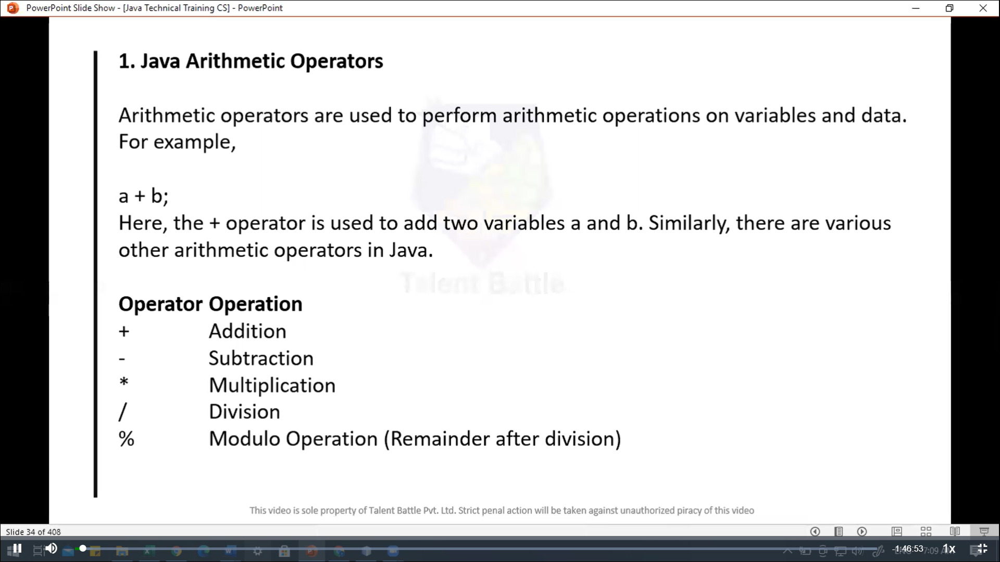 PowerPoint Slide Show - [Java Technical Training CS] - PowerPoint
1. Java Arithmetic Operators
Arithmetic operators are used to perform arithmetic operations on variables and data.
For example,
a + b;
Here, the + operator is used to add two variables a and b. Similarly, there are various
other arithmetic operators in Java.
Talent Battle
Operator Operation
+ Addition
- Subtraction
* Multiplication
/ Division
% Modulo Operation (Remainder after division)
This video is sole property of Talent Battle Pvt. Ltd. Strict penal action will be taken against unauthorized piracy of this video
Slide 34 of 408
-1:46:53 1x